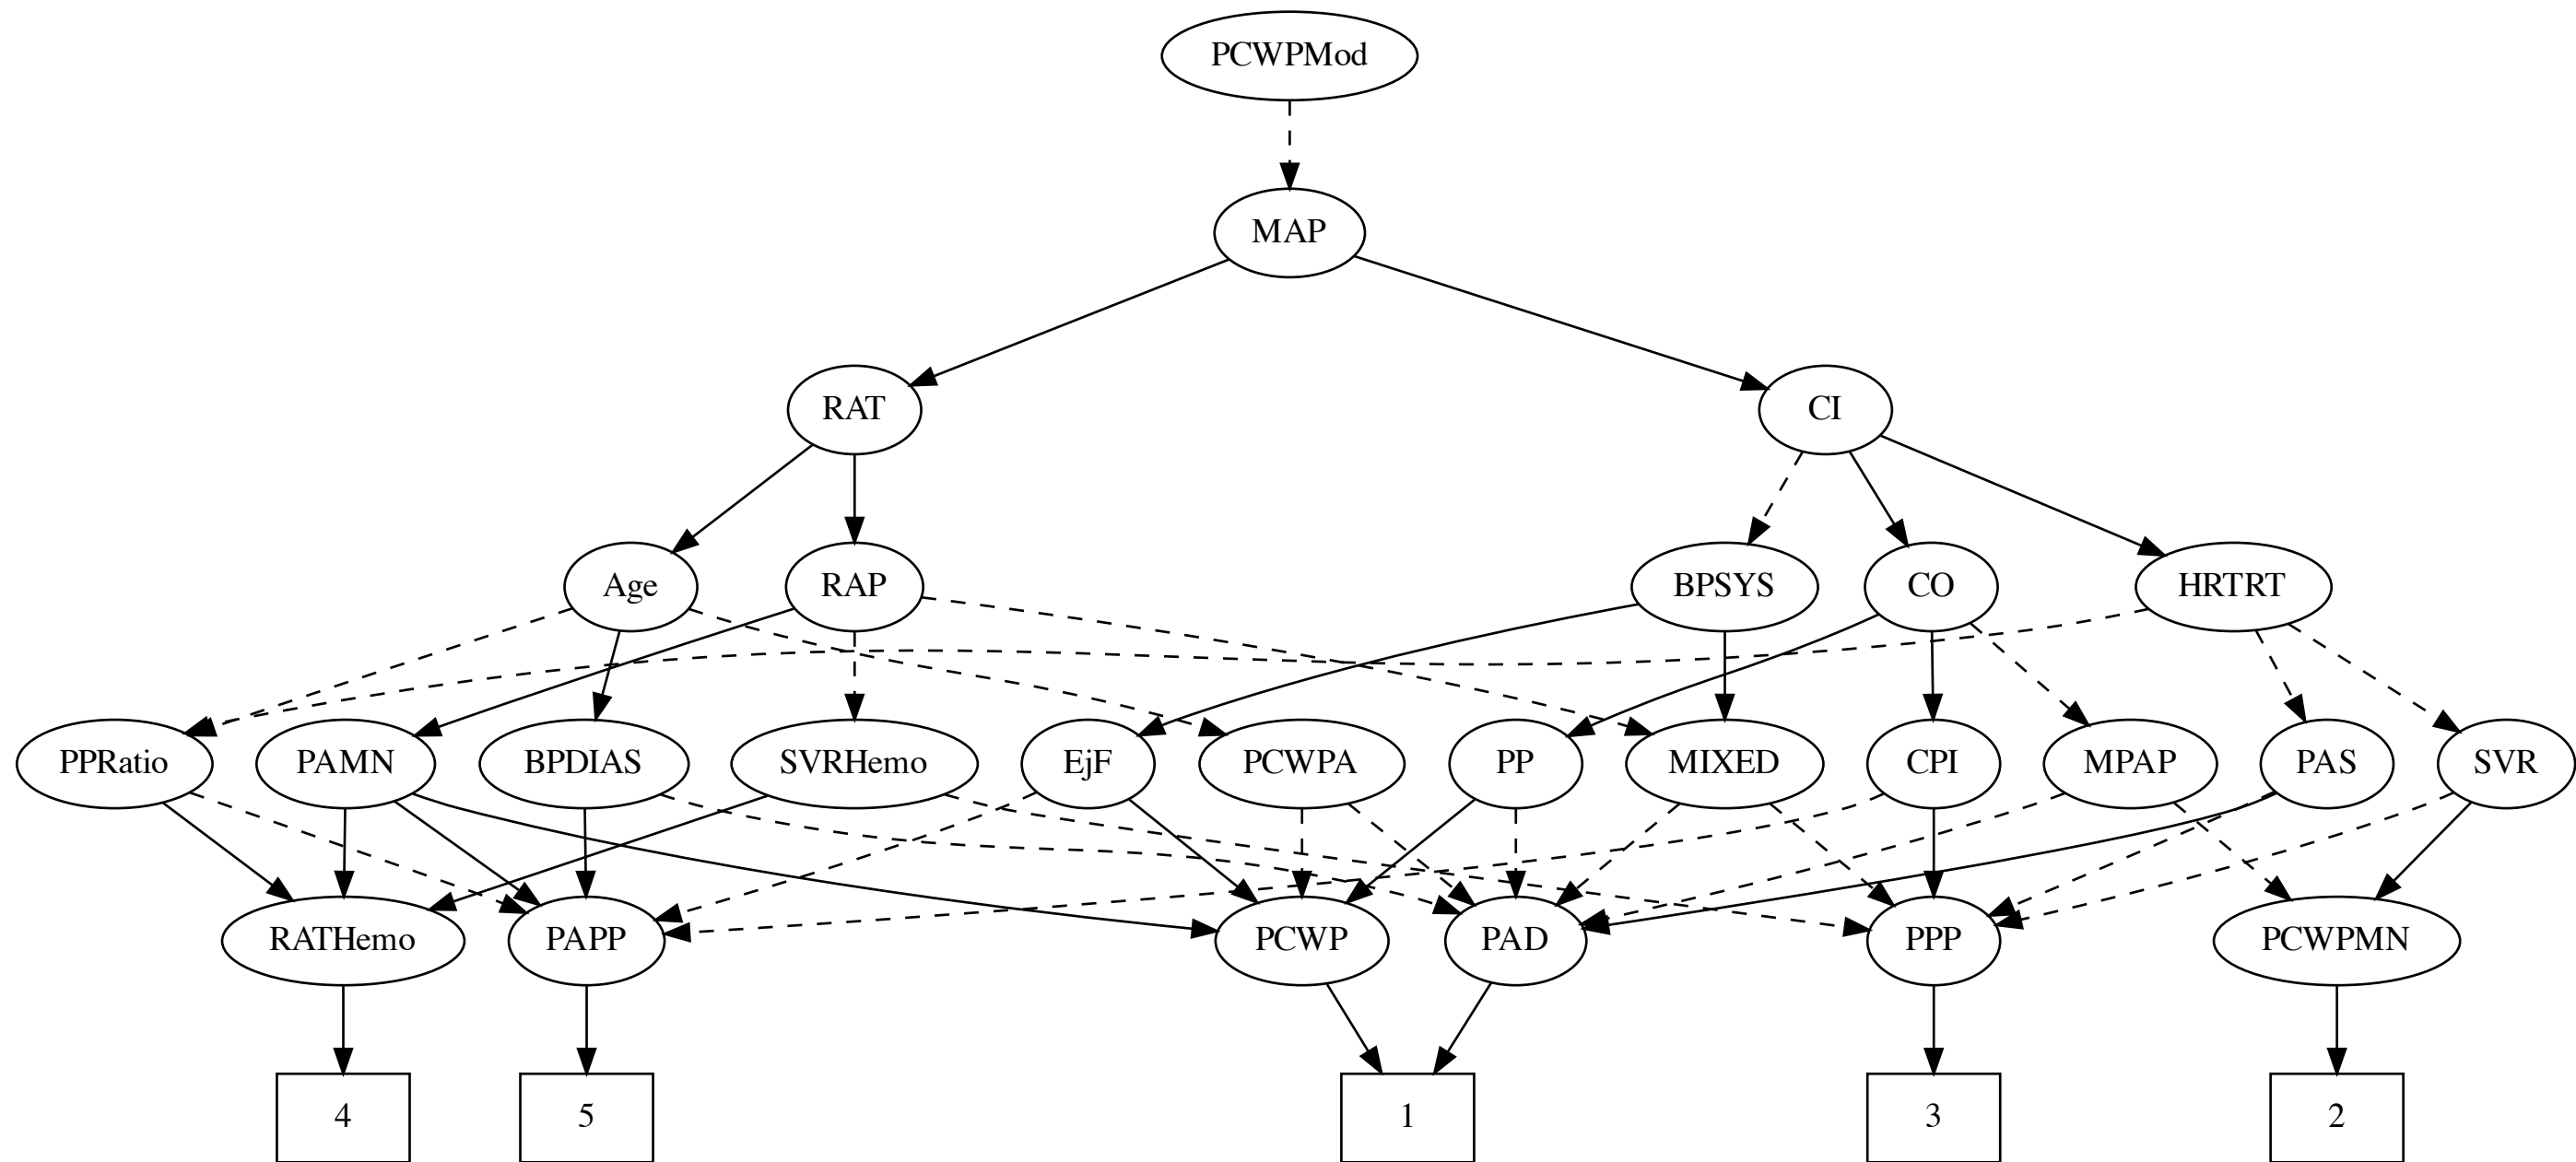 PCWPMod
MAP
RAT CI
Age RAP BPSYS CO HRTRT
PPRatio PAMN BPDIAS SVRHemo EjF PCWPA PP MIXED CPI MPAP PAS SVR
RATHemo PAPP PCWP PAD PPP PCWPMN
4 5 1 3 2